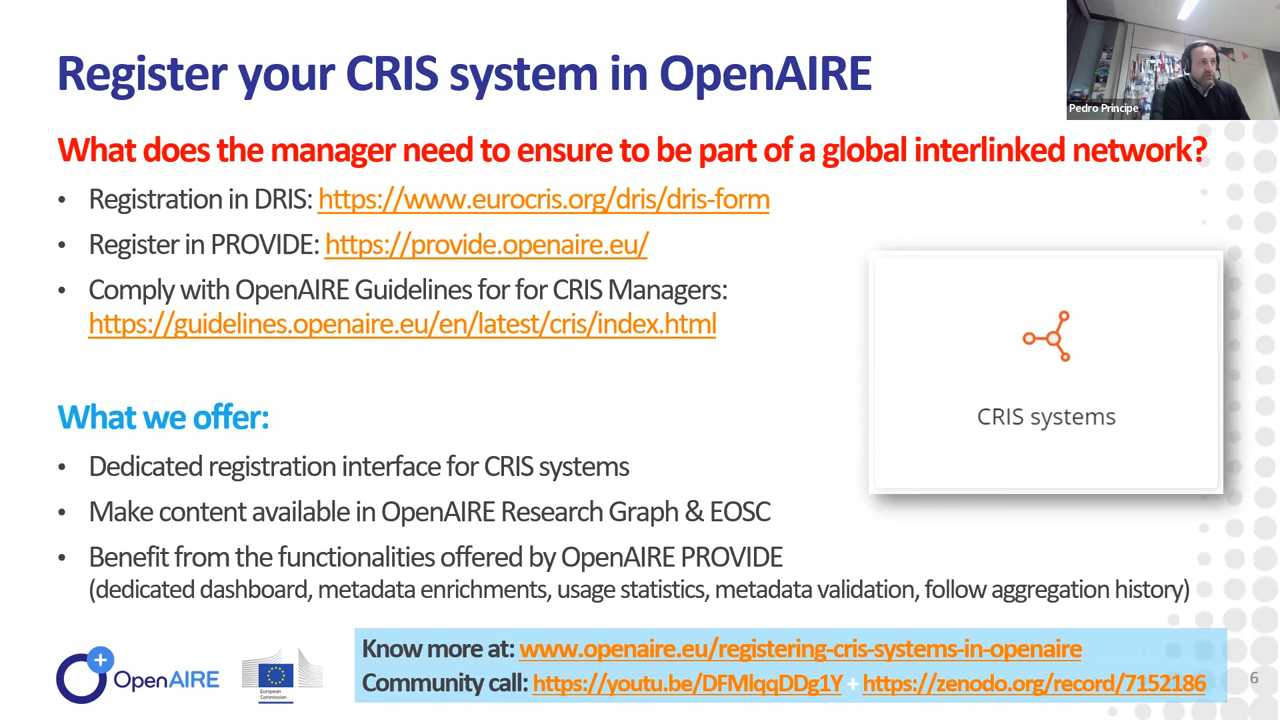 Register your CRIS system in OpenAIRE
Pedro Príncipe
What does the manager need to ensure to be part of a global interlinked network?
• Registration in DRIS: https://www.eurocris.org/dris/dris-form
• Register in PROVIDE: https://provide.openaire.eu/
• Comply with OpenAIRE Guidelines for for CRIS Managers:
https://guidelines.openaire.eu/en/latest/cris/index.html
CRIS systems
What we offer:
• Dedicated registration interface for CRIS systems
• Make content available in OpenAIRE Research Graph & EOSC
• Benefit from the functionalities offered by OpenAIRE PROVIDE
(dedicated dashboard, metadata enrichments, usage statistics, metadata validation, follow aggregation history)
OpenAIRE
European
Commission
Know more at: www.openaire.eu/registering-cris-systems-in-openaire
Community call: https://youtu.be/DFMlqqDDg1Y + https://zenodo.org/record/7152186
6